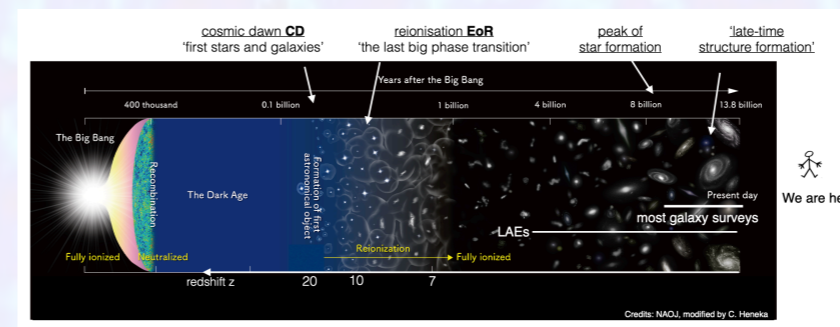 cosmic dawn CD
'first stars and galaxies'
reionisation EoR
'the last big phase transition'
peak of
star formation
'late-time
structure formation'
Years after the Big Bang
400 thousand
0.1 billion
1 billion
4 billion
8 billion
13.8 billion
The Big Bang
Recombination
The Dark Age
Formation of first
astronomical object
Present day
We are he
most galaxy surveys
LAEs
Reionization
Fully ionized
Neutralized
Fully ionized
redshift z
20
10
7
Credits: NAOJ, modified by C. Heneka